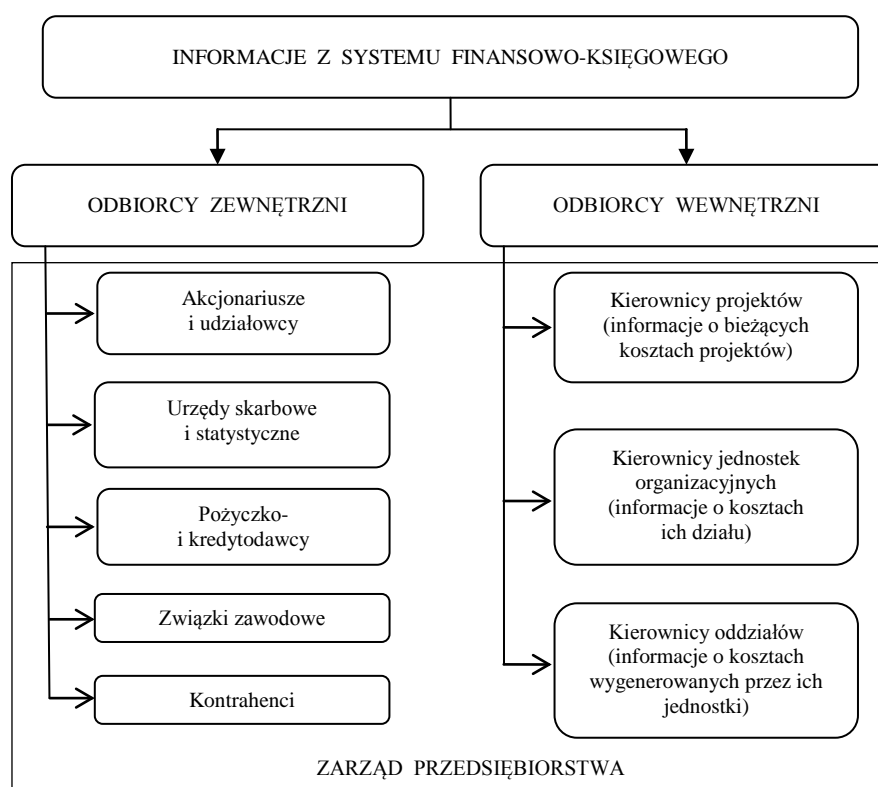 INFORMACJE Z SYSTEMU FINANSOWO-KSIĘGOWEGO
ODBIORCY ZEWNĘTRZNI
Akcjonariusze
i udziałowcy
Urzędy skarbowe
i statystyczne
Pożyczko-
i kredytodawcy
Związki zawodowe
Kontrahenci
ODBIORCY WEWNĘTRZNI
Kierownicy projektów
(informacje o bieżących
kosztach projektów)
Kierownicy jednostek
organizacyjnych
(informacje o kosztach
ich działu)
Kierownicy oddziałów
(informacje o kosztach
wygenerowanych przez ich
jednostki)
ZARZĄD PRZEDSIĘBIORSTWA